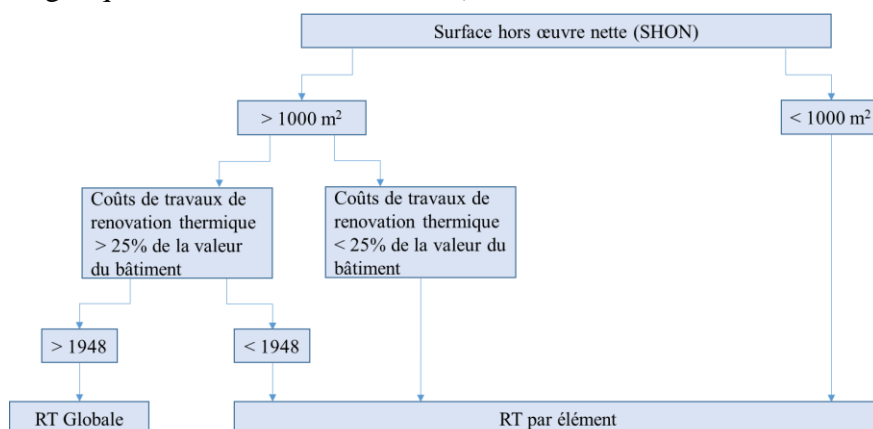 Surface hors œuvre nette (SHON)
> 1000 m²
< 1000 m²
Coûts de travaux de
renovation thermique
> 25% de la valeur
du bâtiment
Coûts de travaux de
renovation thermique
< 25% de la valeur du
bâtiment
> 1948
< 1948
RT Globale
RT par élément